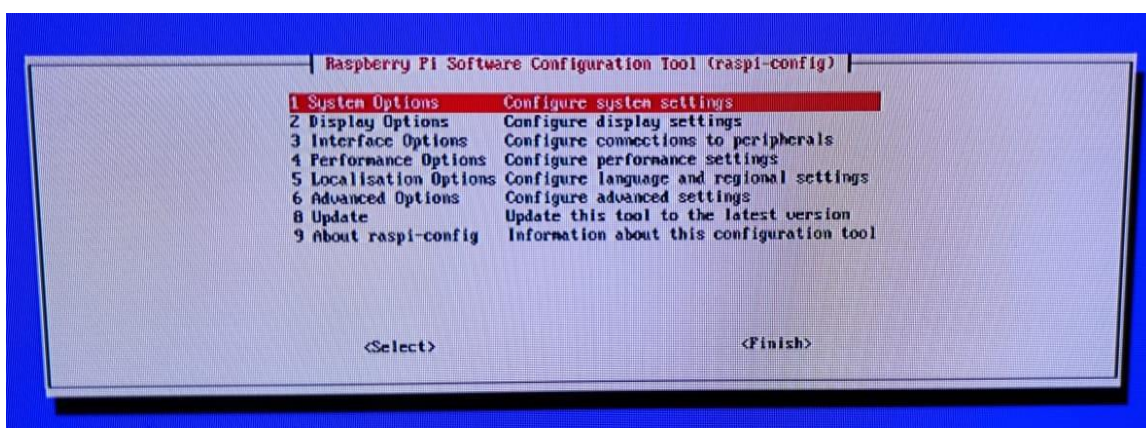 Raspberry Pi Software Configuration Tool (raspi-config)
1 System Options Configure system settings
2 Display Options Configure display settings
3 Interface Options Configure connections to peripherals
4 Performance Options Configure performance settings
5 Localisation Options Configure language and regional settings
6 Advanced Options Configure advanced settings
8 Update Update this tool to the latest version
9 About raspi-config Information about this configuration tool
<Select> <Finish>